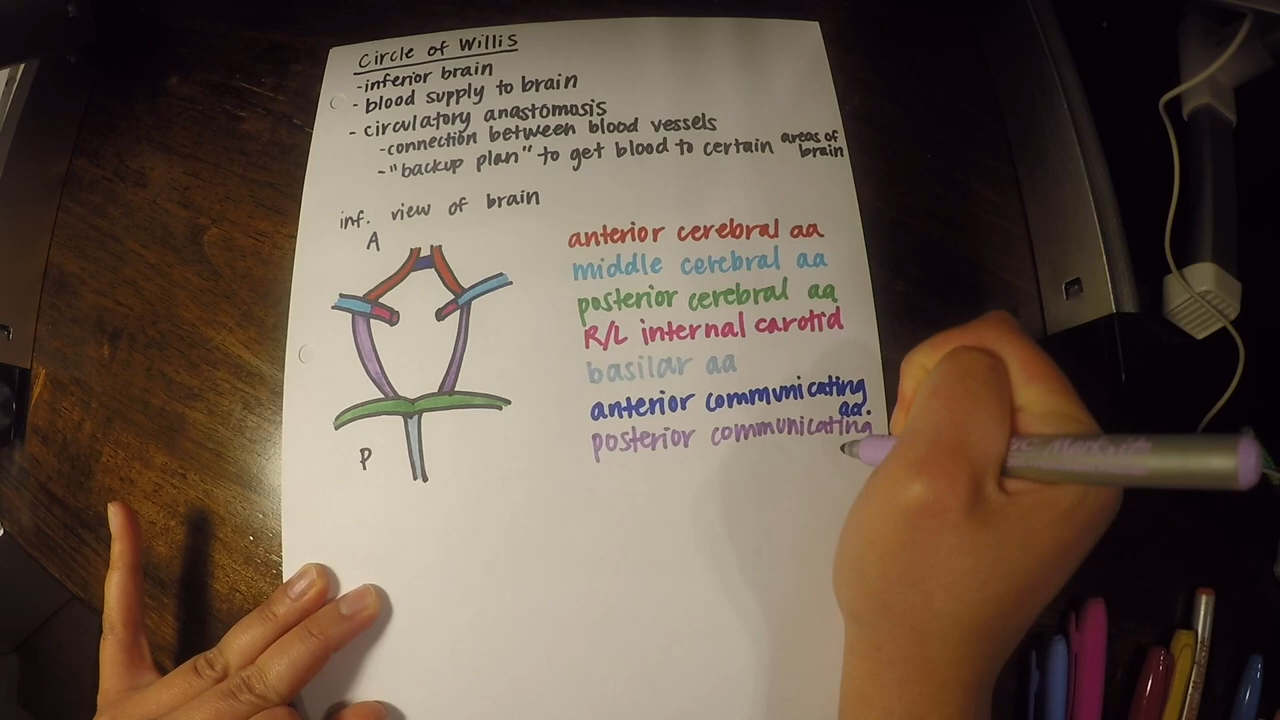 Circle of Willis
-inferior brain
- blood supply to brain
- circulatory anastomosis
-connection between blood vessels
-"backup plan" to get blood to certain areas of brain
inf. view of brain
A
P
anterior cerebral aa
middle cerebral aa
posterior cerebral aa
R/L internal carotid
basilar aa
anterior communicating
aa.
posterior communicating